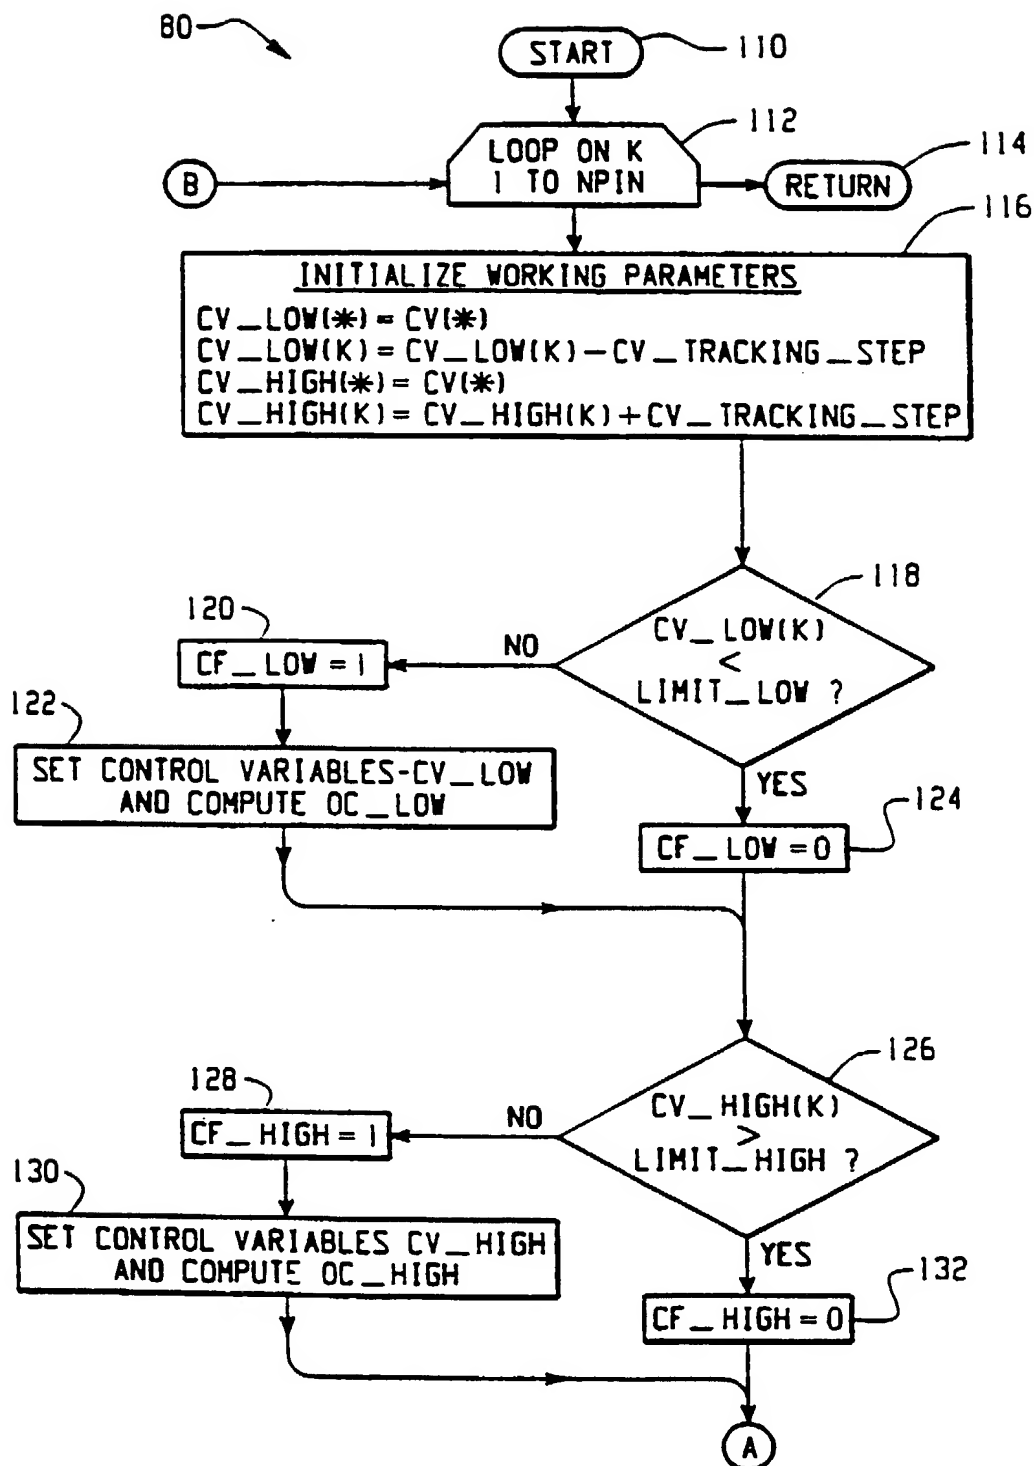 80
START
110
LOOP ON K
1 TO NPIN
112
B
RETURN
114
116
INITIALIZE WORKING PARAMETERS
CV_LOW(*) = CV(*)
CV_LOW(K) = CV_LOW(K) - CV_TRACKING_STEP
CV_HIGH(*) = CV(*)
CV_HIGH(K) = CV_HIGH(K) + CV_TRACKING_STEP
118
CV_LOW(K)
<
LIMIT_LOW ?
NO
120
CF_LOW = 1
122
SET CONTROL VARIABLES-CV_LOW
AND COMPUTE OC_LOW
YES
124
CF_LOW = 0
126
CV_HIGH(K)
>
LIMIT_HIGH ?
NO
128
CF_HIGH = 1
130
SET CONTROL VARIABLES CV_HIGH
AND COMPUTE OC_HIGH
YES
132
CF_HIGH = 0
A